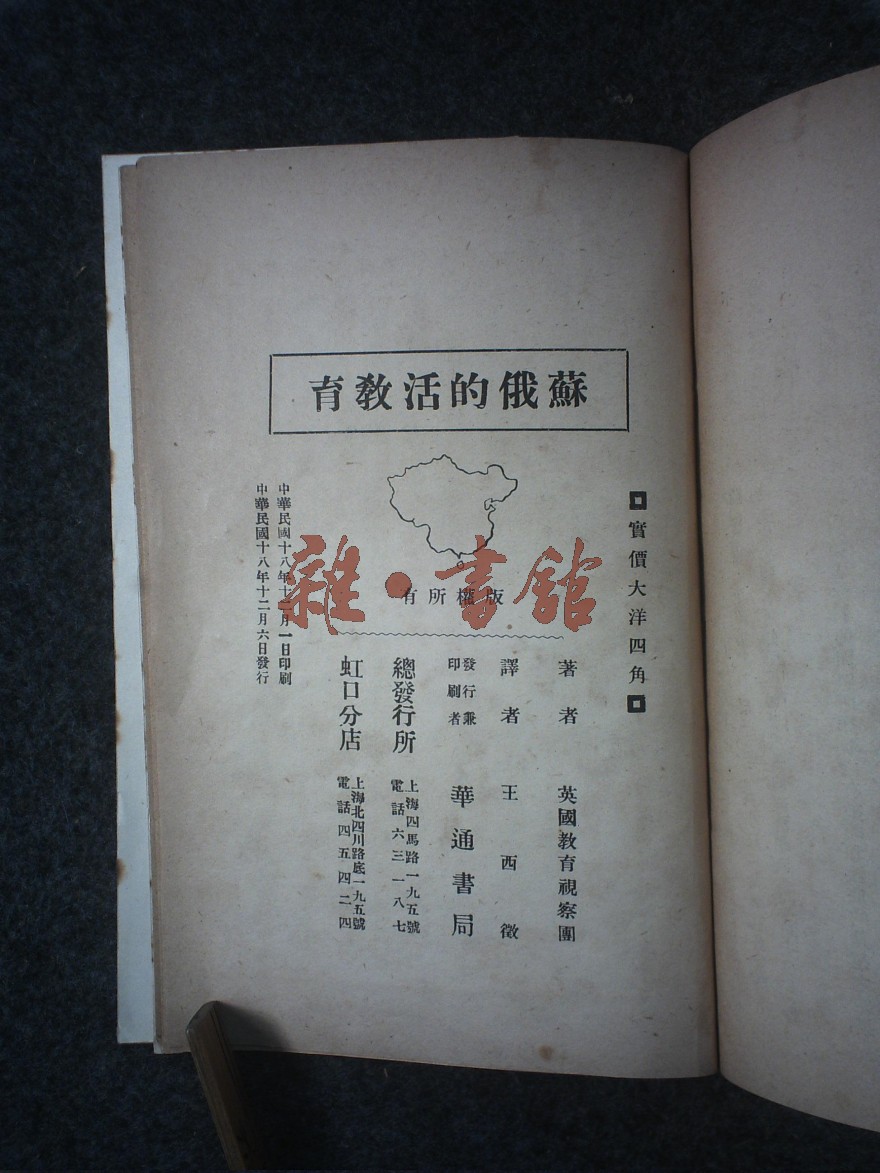 蘇俄的活教育
實價大洋四角
版權所有
著者 英國教育視察團
譯者 王西徵
發行兼印刷者 華通書局
總發行所 上海四馬路一九五號
電話六三一八七
虹口分店 上海北四川路底一九五號
電話四五四二四
中華民國十八年十二月一日印刷
中華民國十八年十二月六日發行
雜·書館